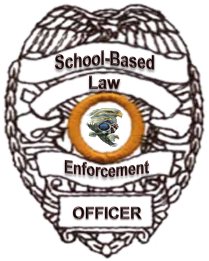 School-Based
Law
Enforcement
OFFICER